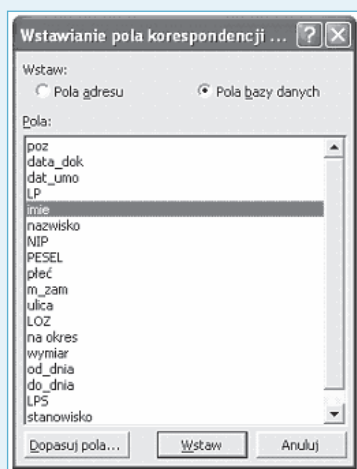 Wstawianie pola korespondencji ...
Wstaw:
Pola adresu
Pola bazy danych
Pola:
poz
data_dok
dat_umo
LP
imie
nazwisko
NIP
PESEL
płeć
m_zam
ulica
LOZ
na okres
wymiar
od_dnia
do_dnia
LPS
stanowisko
Dopasuj pola...
Wstaw
Anuluj